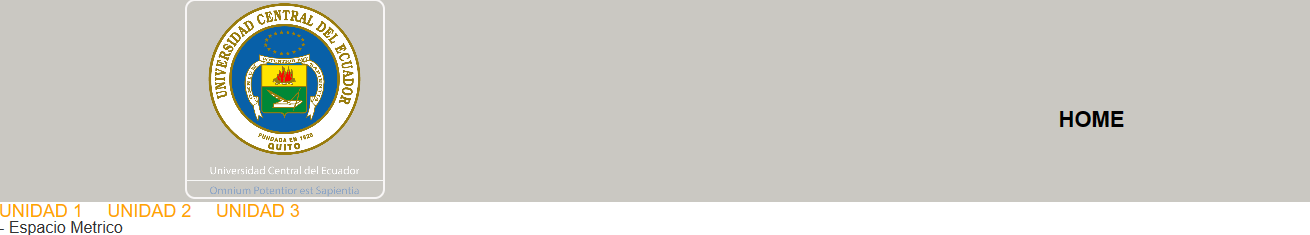 UNIVERSIDAD CENTRAL DEL ECUADOR
FUNDADA EN 1620
QUITO
Universidad Central del Ecuador
Omnium Potentior est Sapientia
HOME
UNIDAD 1 UNIDAD 2 UNIDAD 3
- Espacio Metrico